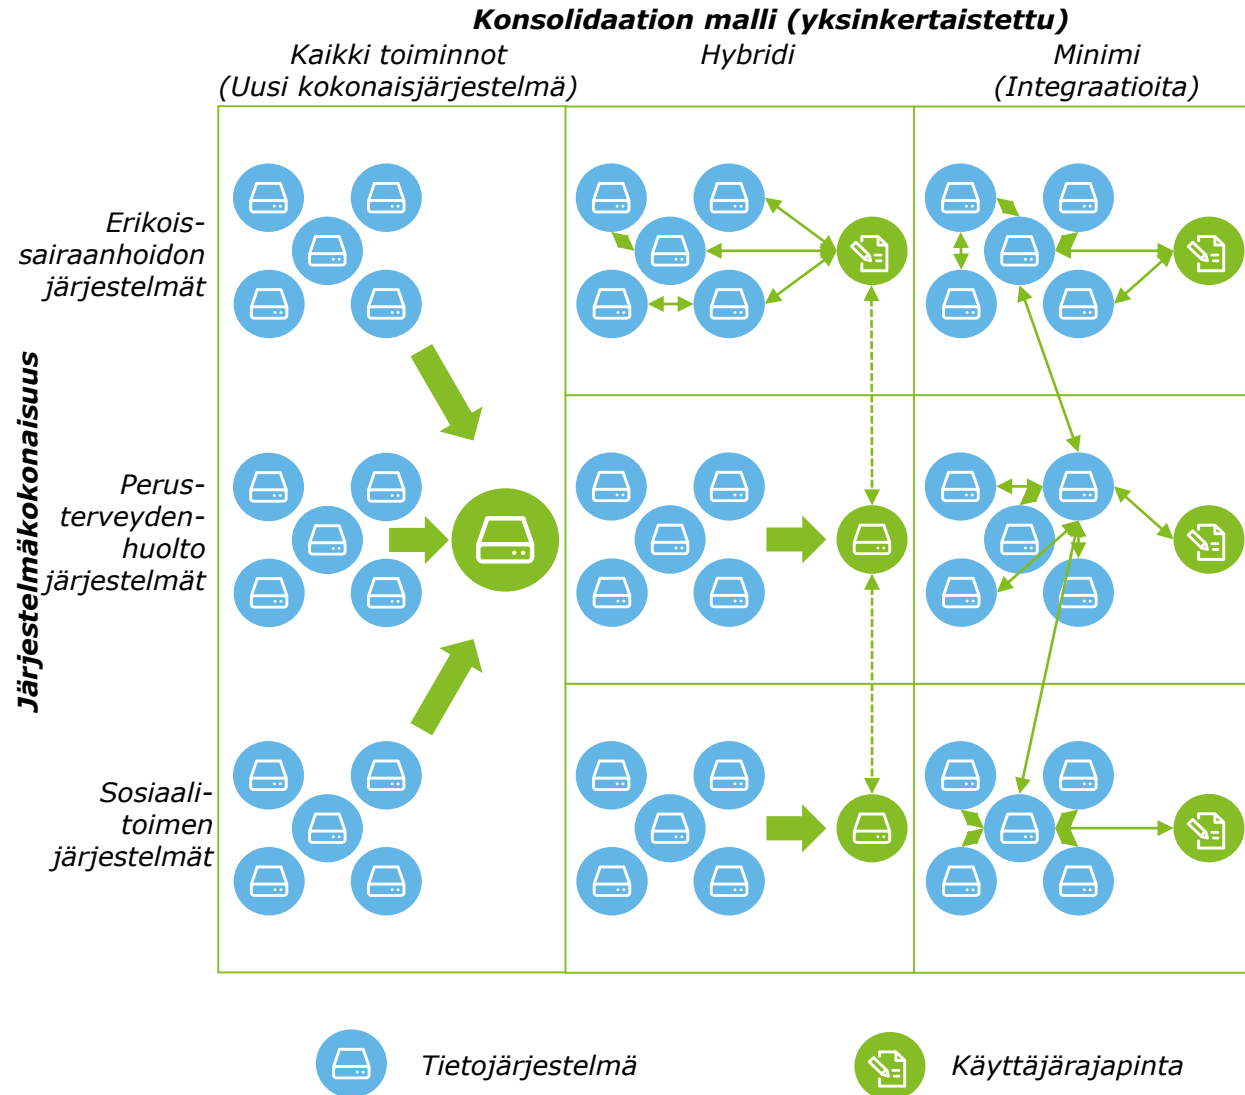 Konsolidaation malli (yksinkertaistettu)
Kaikki toiminnot
(Uusi kokonaisjärjestelmä)
Hybridi
Minimi
(Integraatioita)
Järjestelmäkokonaisuus
Erikois-
sairaanhoidon
järjestelmät
Perus-
terveyden-
huolto
järjestelmät
Sosiaali-
toimen
järjestelmät
Tietojärjestelmä
Käyttäjärajapinta